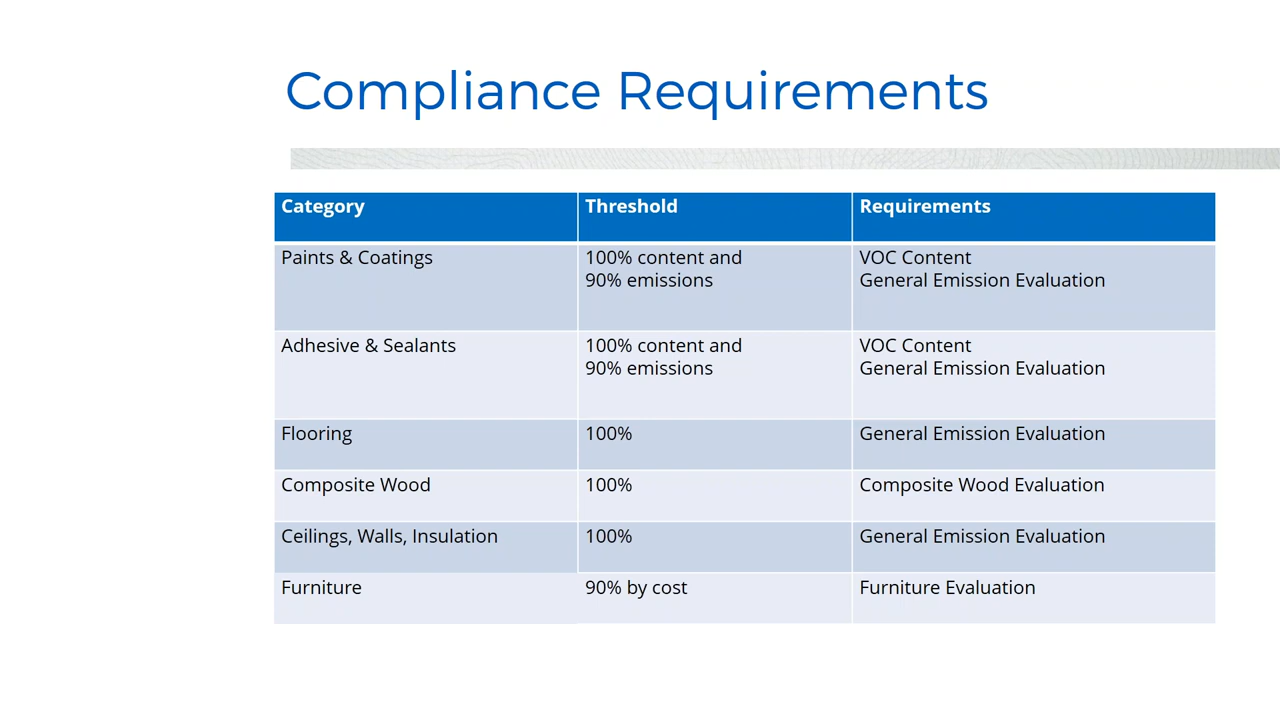 Compliance Requirements
Category
Threshold
Requirements
Paints & Coatings
100% content and
90% emissions
VOC Content
General Emission Evaluation
Adhesive & Sealants
100% content and
90% emissions
VOC Content
General Emission Evaluation
Flooring
100%
General Emission Evaluation
Composite Wood
100%
Composite Wood Evaluation
Ceilings, Walls, Insulation
100%
General Emission Evaluation
Furniture
90% by cost
Furniture Evaluation